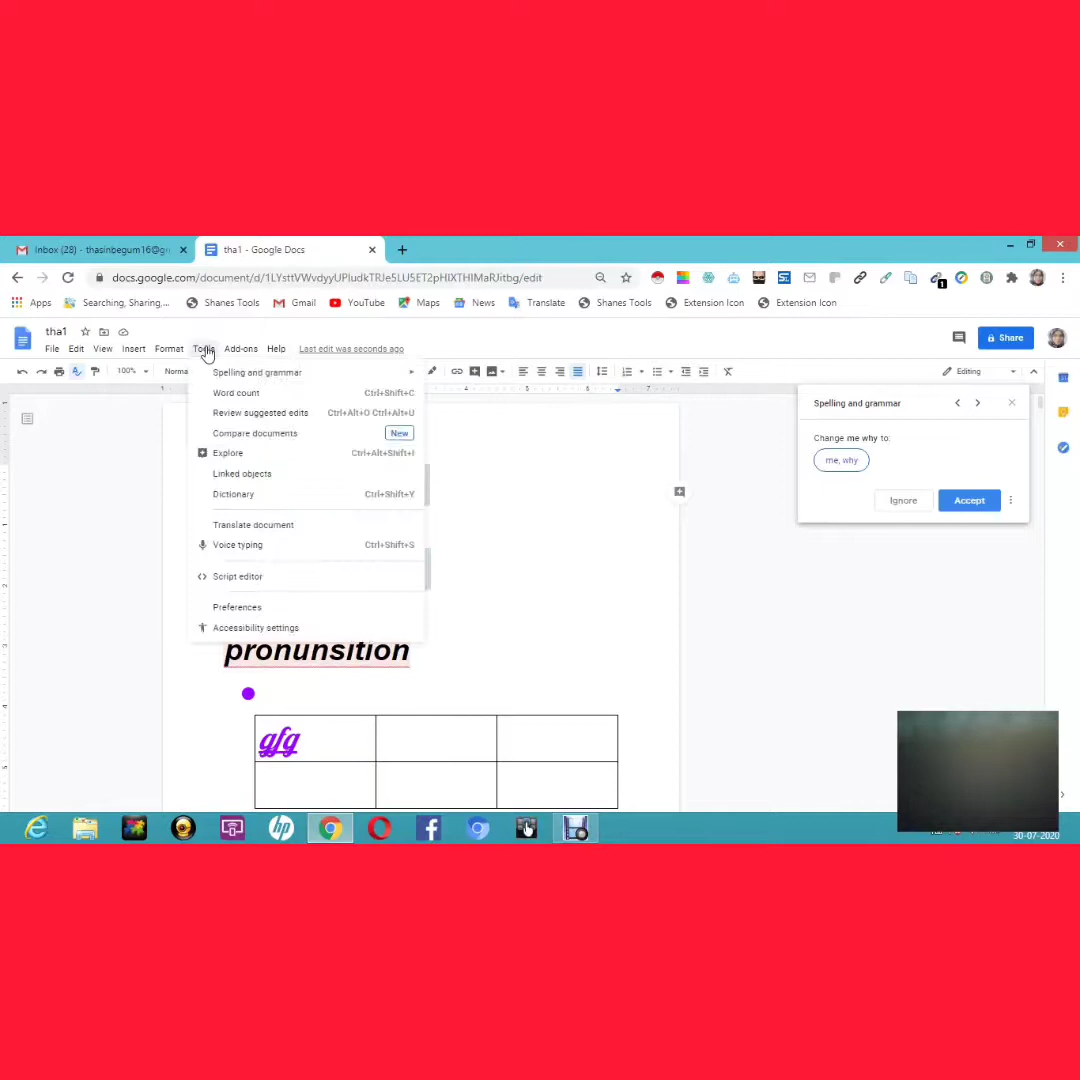 Inbox (28) - thasinbegum16@g
tha1 - Google Docs
docs.google.com/document/d/1LYsttVWvdyyUPludkTRJe5LU5ET2pHIXTHIMaRJitbg/edit
Apps
Searching, Sharing,...
Shanes Tools
Gmail
YouTube
Maps
News
Translate
Shanes Tools
Extension Icon
Extension Icon
tha1
File Edit View Insert Format Tools Add-ons Help Last edit was seconds ago
Share
100%
Norma
Editing
Spelling and grammar
Word count Ctrl+Shift+C
Review suggested edits Ctrl+Alt+O Ctrl+Alt+U
Compare documents New
Explore Ctrl+Alt+Shift+I
Linked objects
Dictionary Ctrl+Shift+Y
Translate document
Voice typing Ctrl+Shift+S
Script editor
Preferences
Accessibility settings
Spelling and grammar
Change me why to:
me, why
Ignore Accept
pronunsition
gfg
30-07-2020